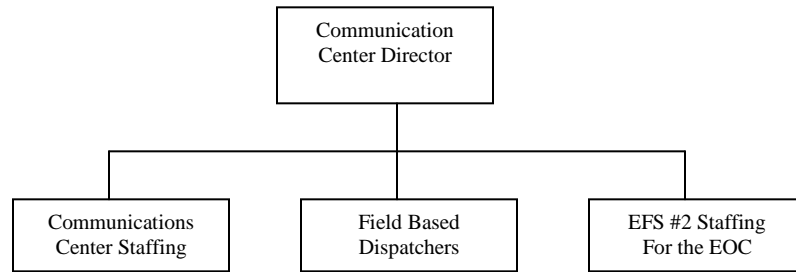 Communication
Center Director
Communications
Center Staffing
Field Based
Dispatchers
EFS #2 Staffing
For the EOC